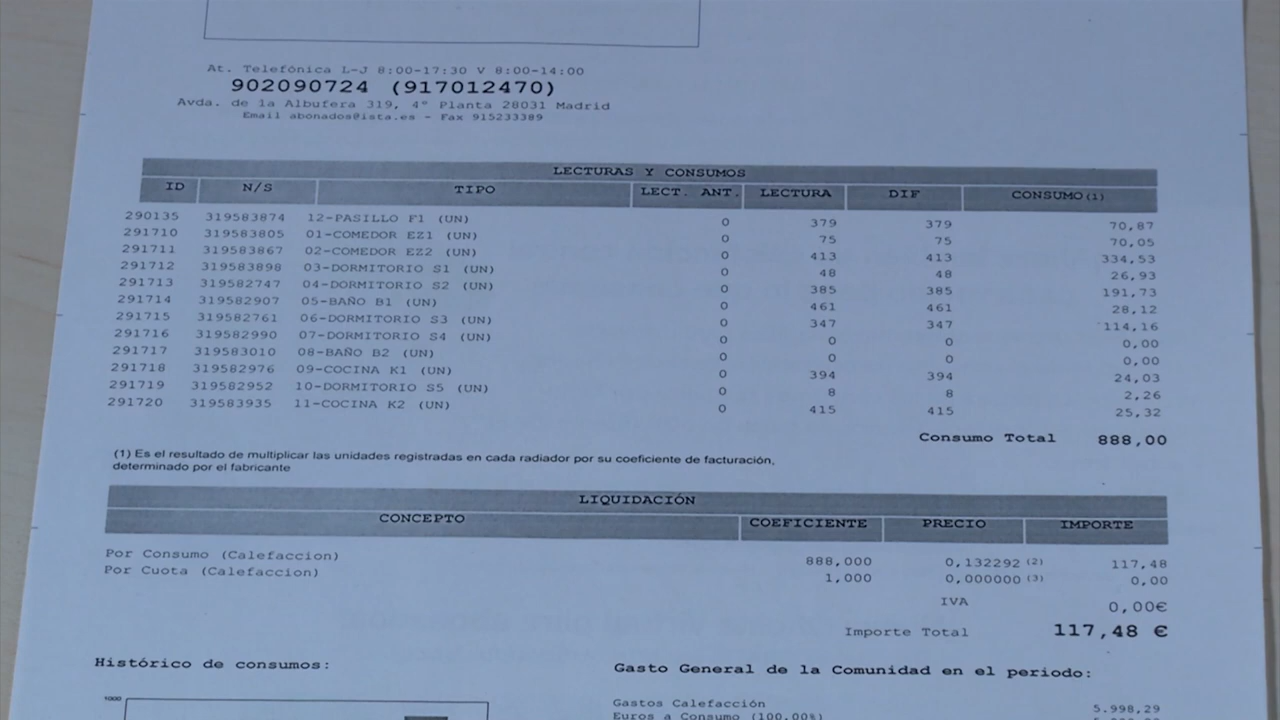 At. Telefónica L-J 8:00-17:30 V 8:00-14:00
902090724 (917012470)
Avda. de la Albufera 319, 4º Planta 28031 Madrid
Email abonados@ista.es - Fax 915233389
LECTURAS Y CONSUMOS
ID N/S TIPO LECT. ANT. LECTURA DIF CONSUMO(1)
290135 319583874 12-PASILLO F1 (UN) 0 379 379 70,87
291710 319583805 01-COMEDOR EZ1 (UN) 0 75 75 70,05
291711 319583867 02-COMEDOR EZ2 (UN) 0 413 413 334,53
291712 319583898 03-DORMITORIO S1 (UN) 0 48 48 26,93
291713 319582747 04-DORMITORIO S2 (UN) 0 385 385 191,73
291714 319582907 05-BAÑO B1 (UN) 0 461 461 28,12
291715 319582761 06-DORMITORIO S3 (UN) 0 347 347 114,16
291716 319582990 07-DORMITORIO S4 (UN) 0 0 0 0,00
291717 319583010 08-BAÑO B2 (UN) 0 0 0 0,00
291718 319582976 09-COCINA K1 (UN) 0 394 394 24,03
291719 319582952 10-DORMITORIO S5 (UN) 0 8 8 2,26
291720 319583935 11-COCINA K2 (UN) 0 415 415 25,32
Consumo Total 888,00
(1) Es el resultado de multiplicar las unidades registradas en cada radiador por su coeficiente de facturación,
determinado por el fabricante
LIQUIDACIÓN
CONCEPTO COEFICIENTE PRECIO IMPORTE
Por Consumo (Calefaccion) 888,000 0,132292 (2) 117,48
Por Cuota (Calefaccion) 1,000 0,000000 (3) 0,00
IVA 0,00€
Importe Total 117,48 €
Histórico de consumos:
Gasto General de la Comunidad en el periodo:
1000
Gastos Calefacción 5.998,29
Euros a Consumo (100,00%)